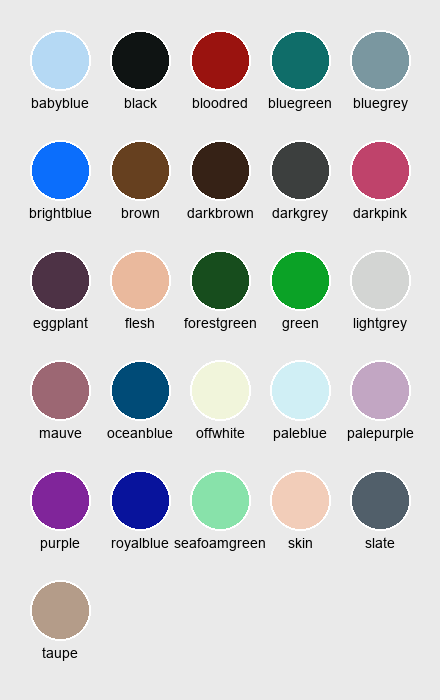 babyblue black bloodred bluegreen bluegrey
brightblue brown darkbrown darkgrey darkpink
eggplant flesh forestgreen green lightgrey
mauve oceanblue offwhite paleblue palepurple
purple royalblue seafoamgreen skin slate
taupe